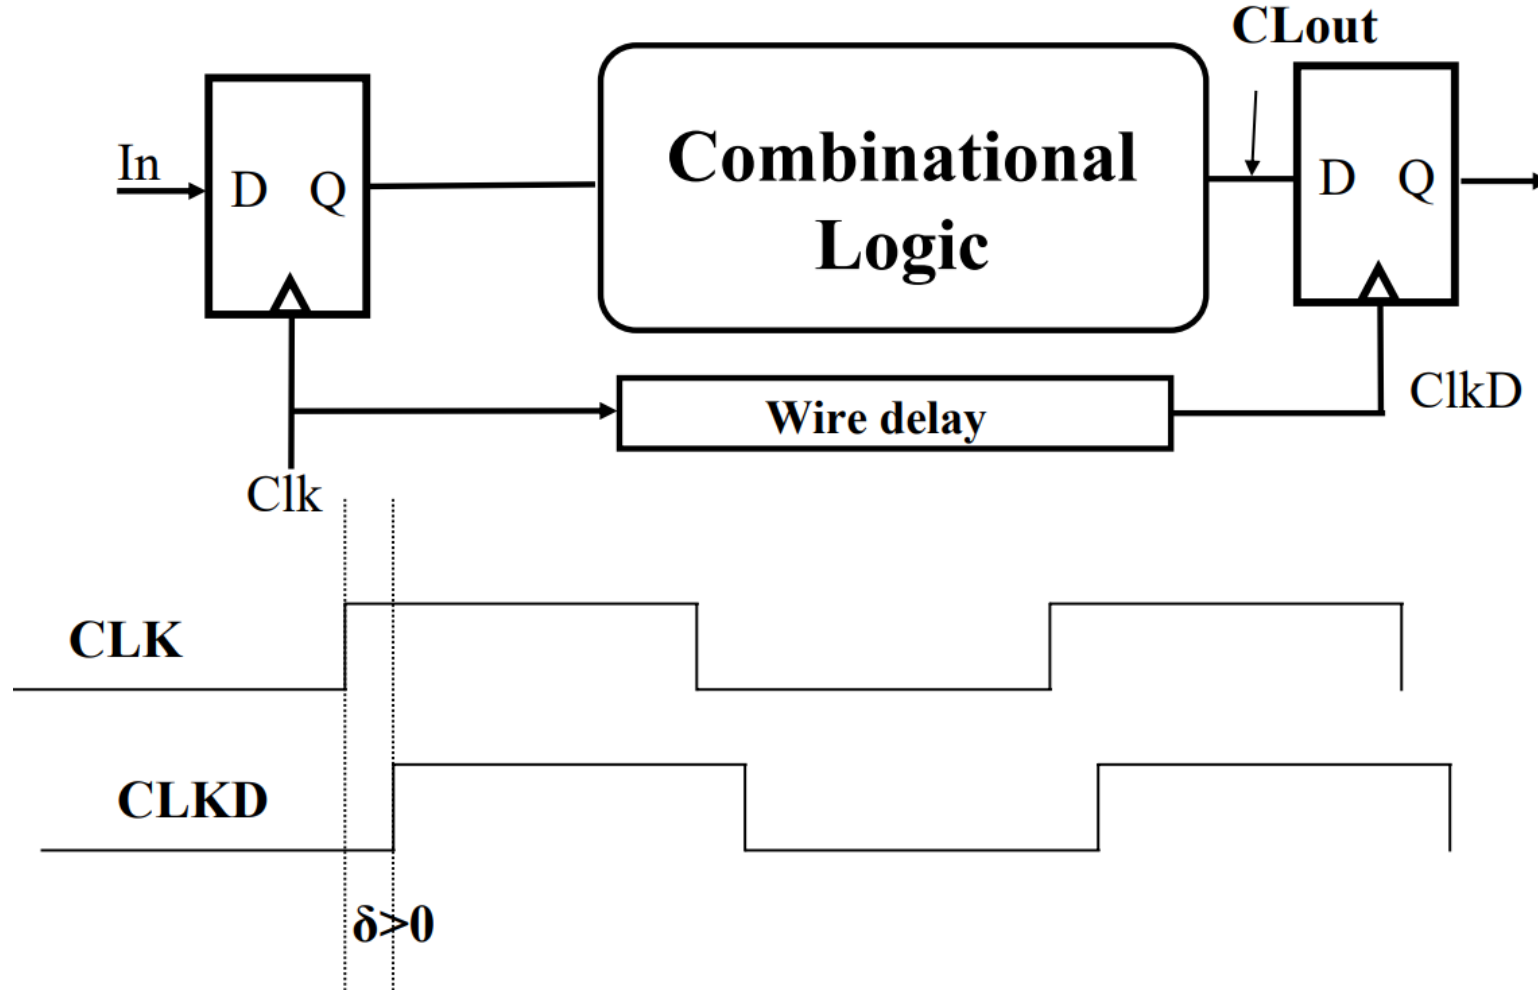 CLout
In
D Q
Combinational
Logic
D Q
Wire delay
ClkD
Clk
CLK
CLKD
δ>0